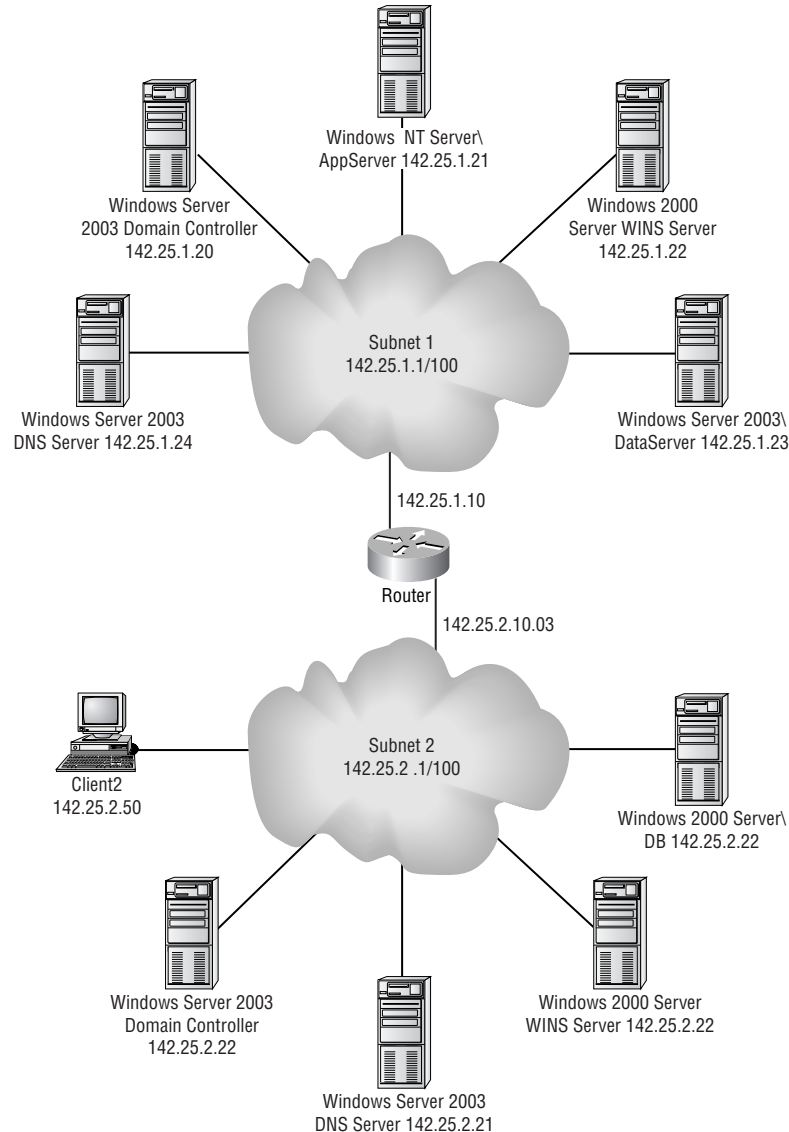 Windows NT Server\
AppServer 142.25.1.21
Windows Server
2003 Domain Controller
142.25.1.20
Windows 2000
Server WINS Server
142.25.1.22
Subnet 1
142.25.1.1/100
Windows Server 2003
DNS Server 142.25.1.24
Windows Server 2003\
DataServer 142.25.1.23
142.25.1.10
Router
142.25.2.10.03
Subnet 2
142.25.2 .1/100
Client2
142.25.2.50
Windows 2000 Server\
DB 142.25.2.22
Windows Server 2003
Domain Controller
142.25.2.22
Windows 2000 Server
WINS Server 142.25.2.22
Windows Server 2003
DNS Server 142.25.2.21